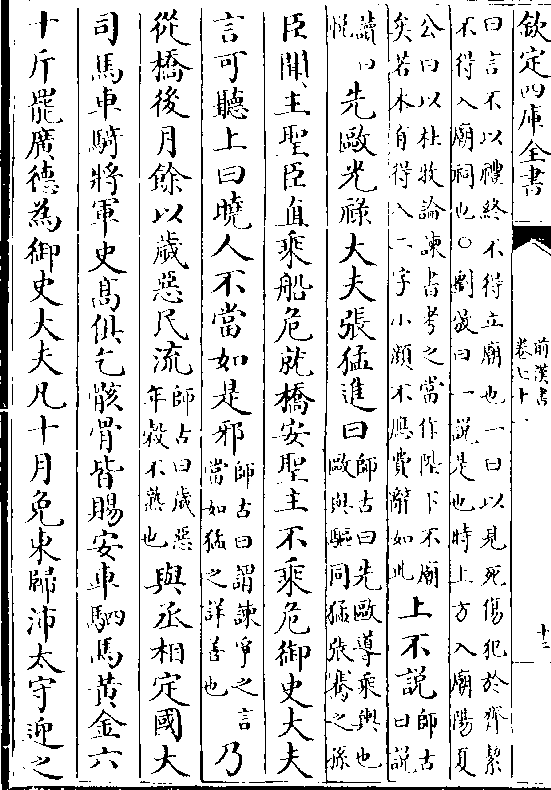 欽定四庫全書
前漢書
卷七十一
十二
曰言不以禮終不得立廟也一曰以見死傷犯於齊絜
不得入廟祠也○劉攽曰一說是也時上方入廟陽夏
公曰以杜牧論諫書考之當作陛下不廟
矣若本自得入二字小顔不應費辭如此
上不說師古曰說
讀曰悅
先敺光祿大夫張猛進曰師古曰先敺導乘輿也
敺與驅同猛張騫之孫
臣聞主聖臣直乘船危就橋安聖主不乘危御史大夫
言可聽上曰曉人不當如是邪師古曰謂諫爭之言
當如猛之詳善也
乃
從橋後月餘以歲惡民流師古曰歲惡
年穀不熟也
與丞相定國大
司馬車騎將軍史高俱乞骸骨皆賜安車駟馬黃金六
十斤罷廣德為御史大夫凡十月免東歸沛太守迎之